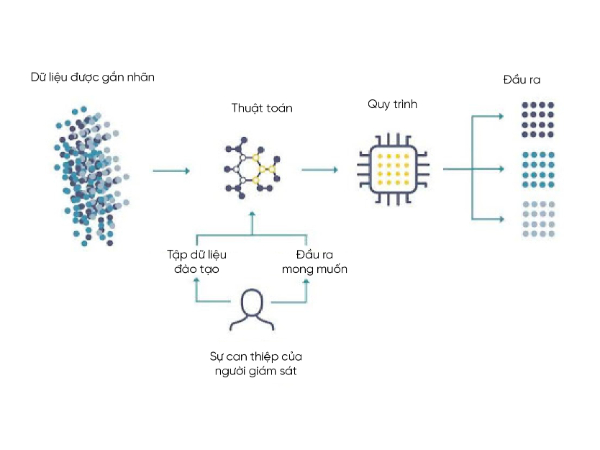 Dữ liệu được gắn nhãn
Thuật toán
Quy trình
Đầu ra
Tập dữ liệu
đào tạo
Đầu ra
mong muốn
Sự can thiệp của
người giám sát